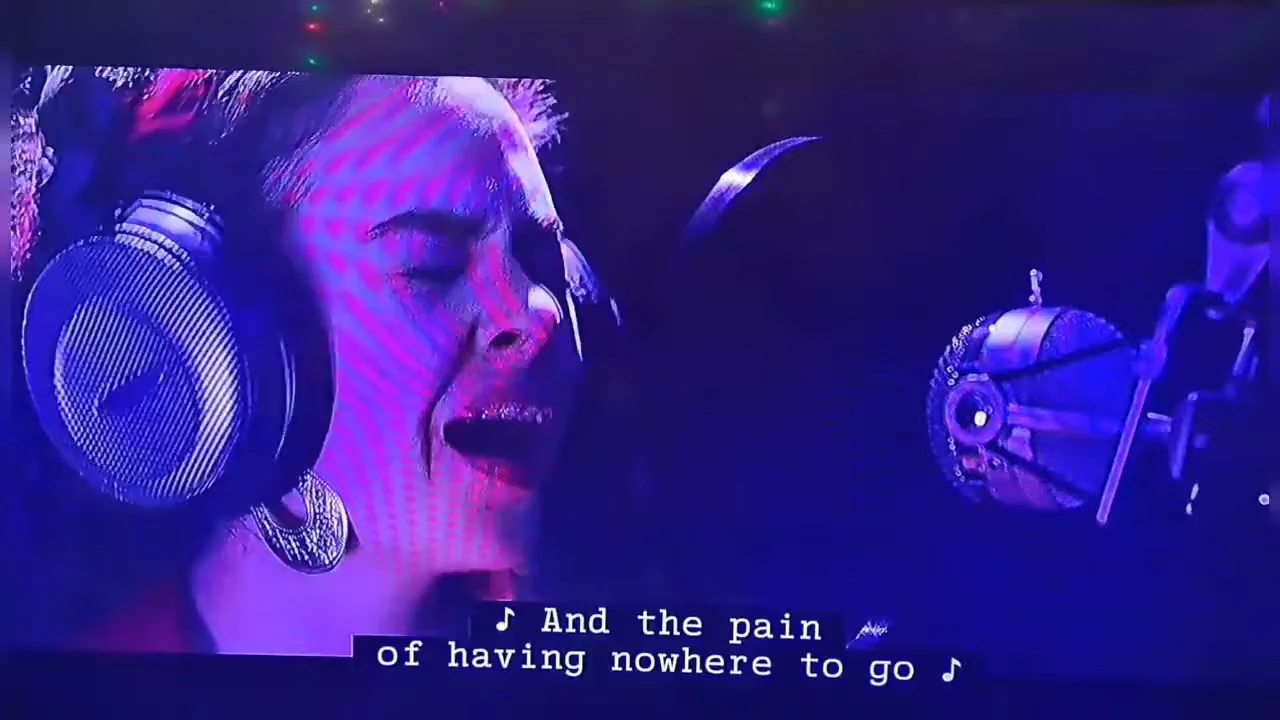 ♪ And the pain
of having nowhere to go ♪